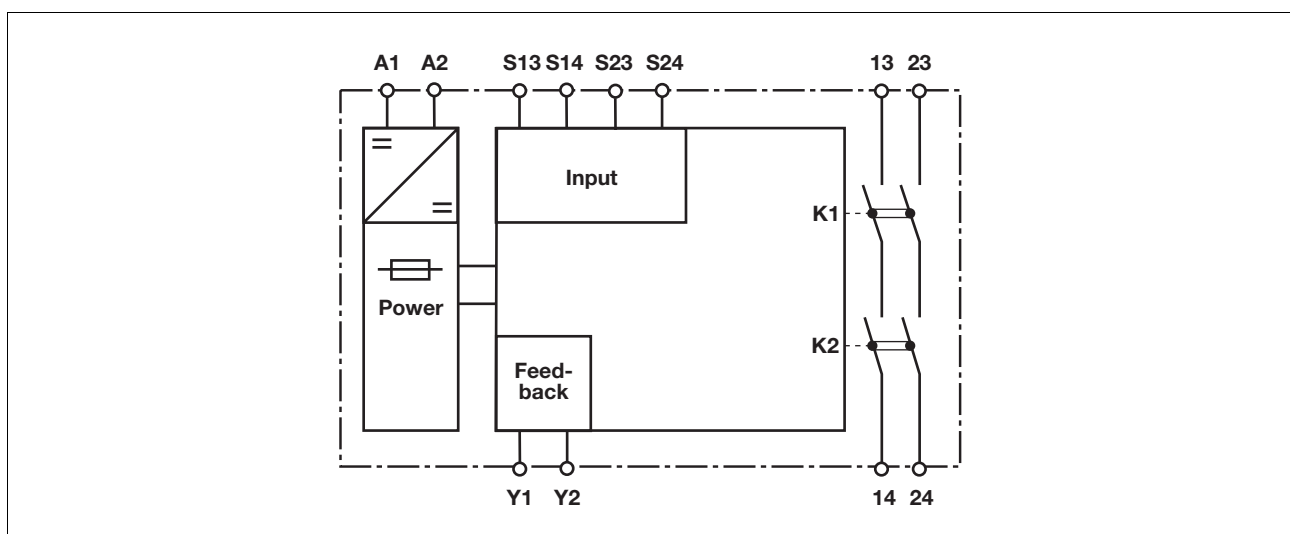 A1 A2 S13 S14 S23 S24 13 23
Input
K1
Power
K2
Feed-
back
Y1 Y2 14 24